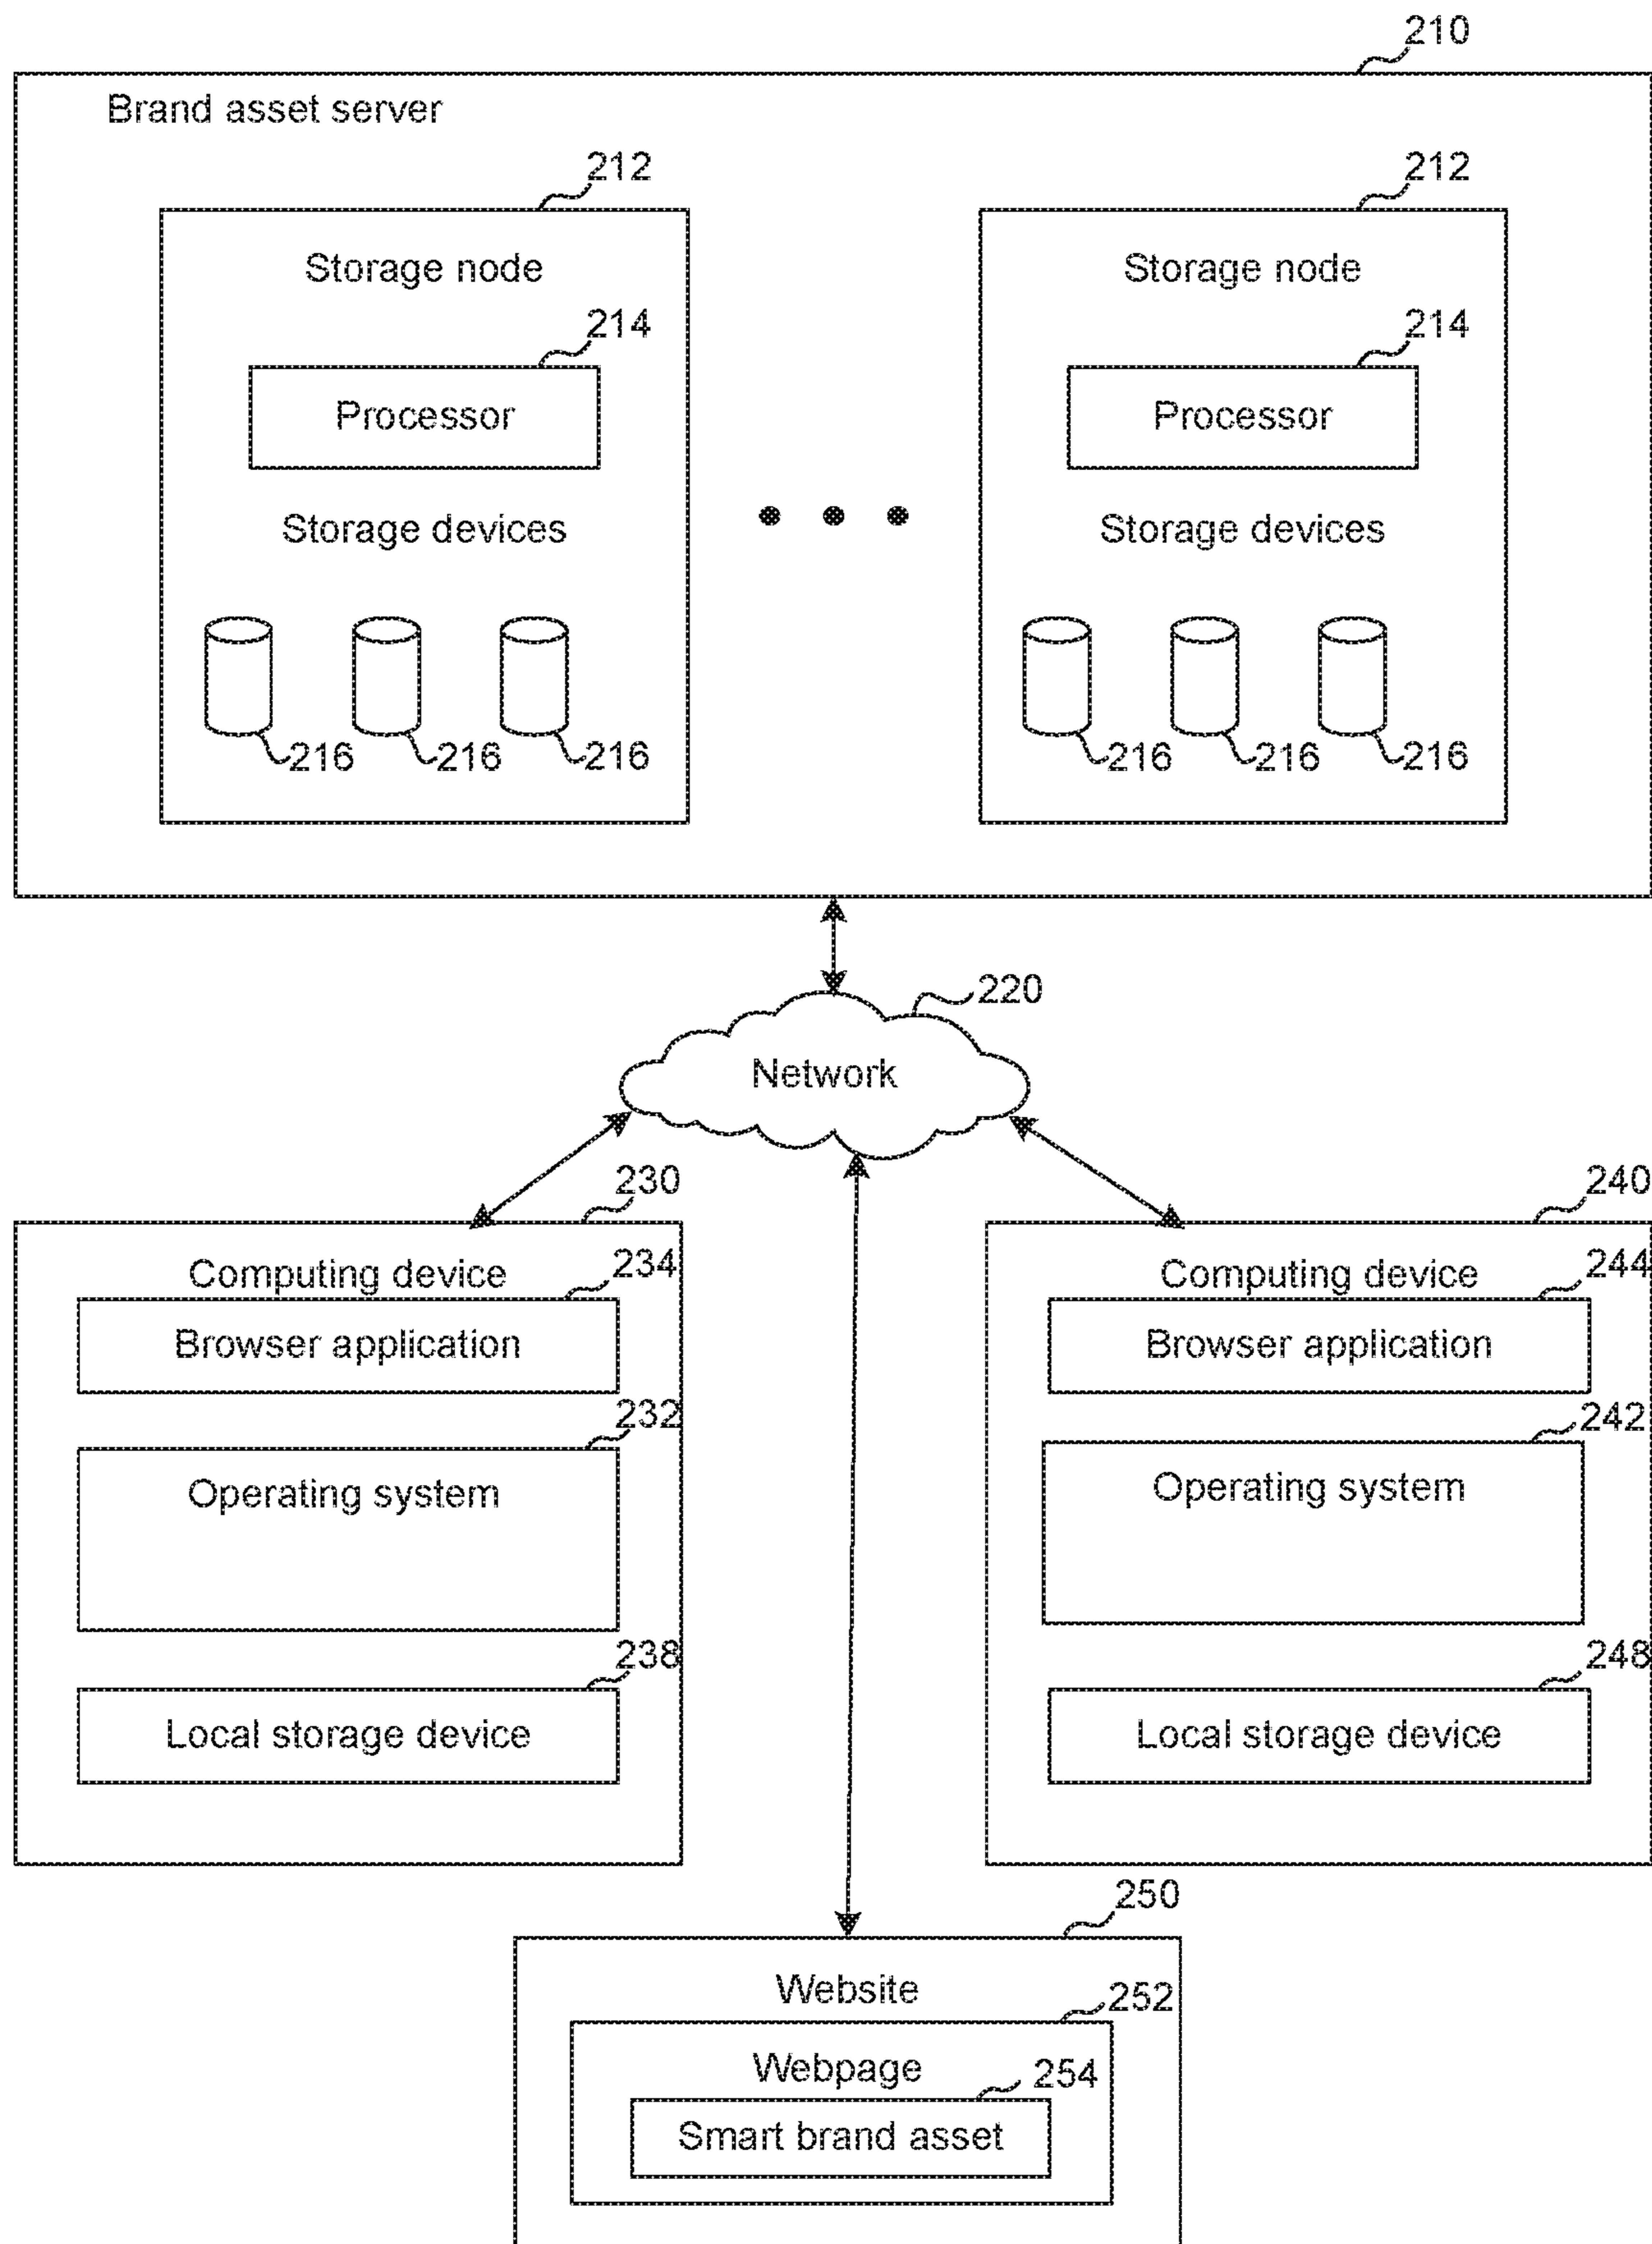 210
Brand asset server
212
212
Storage node
Storage node
214
214
Processor
Processor
Storage devices
Storage devices
216
216
216
216
216
216
220
Network
230
240
Computing device
234
Computing device
244
Browser application
Browser application
232
242
Operating system
Operating system
238
248
Local storage device
Local storage device
250
Website
252
Webpage
254
Smart brand asset